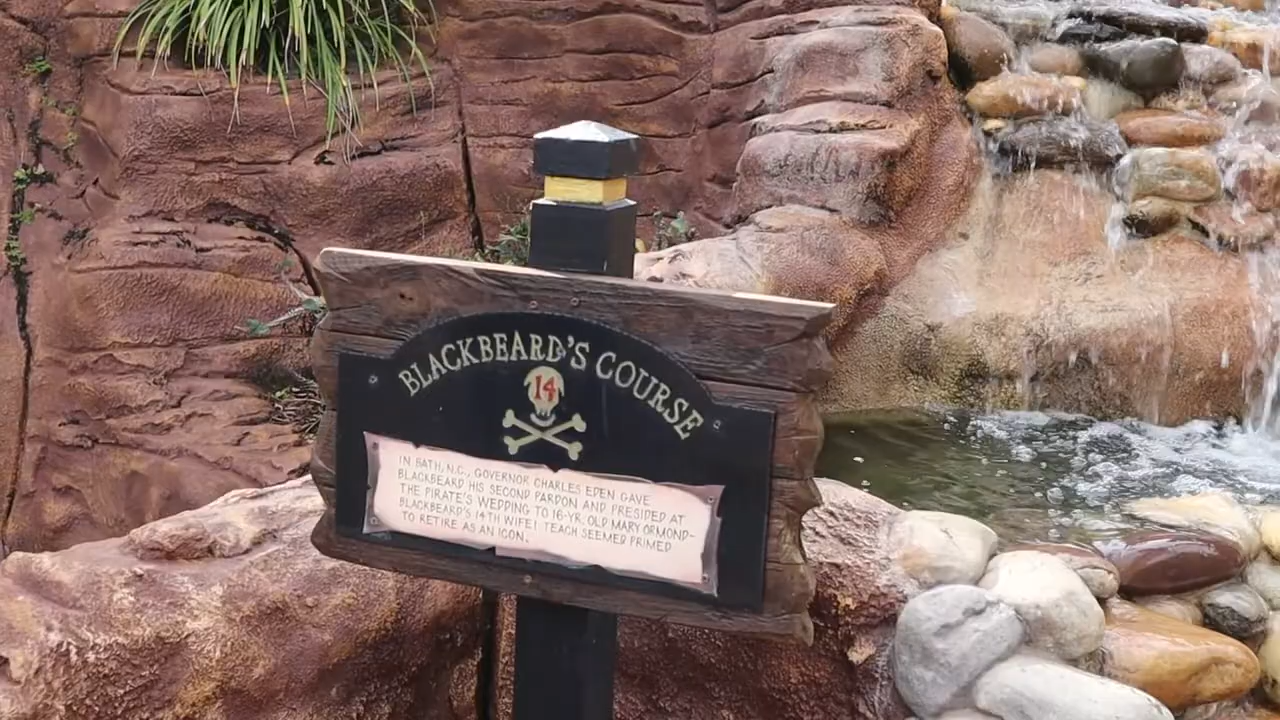 BLACKBEARD'S COURSE
14
IN BATH, N.C., GOVERNOR CHARLES EDEN GAVE
BLACKBEARD HIS SECOND PARDON AND PRESIDED AT
THE PIRATE'S WEDDING TO 16-YR. OLD MARY ORMOND-
BLACKBEARD'S 14TH WIFE! TEACH SEEMED PRIMED
TO RETIRE AS AN ICON.